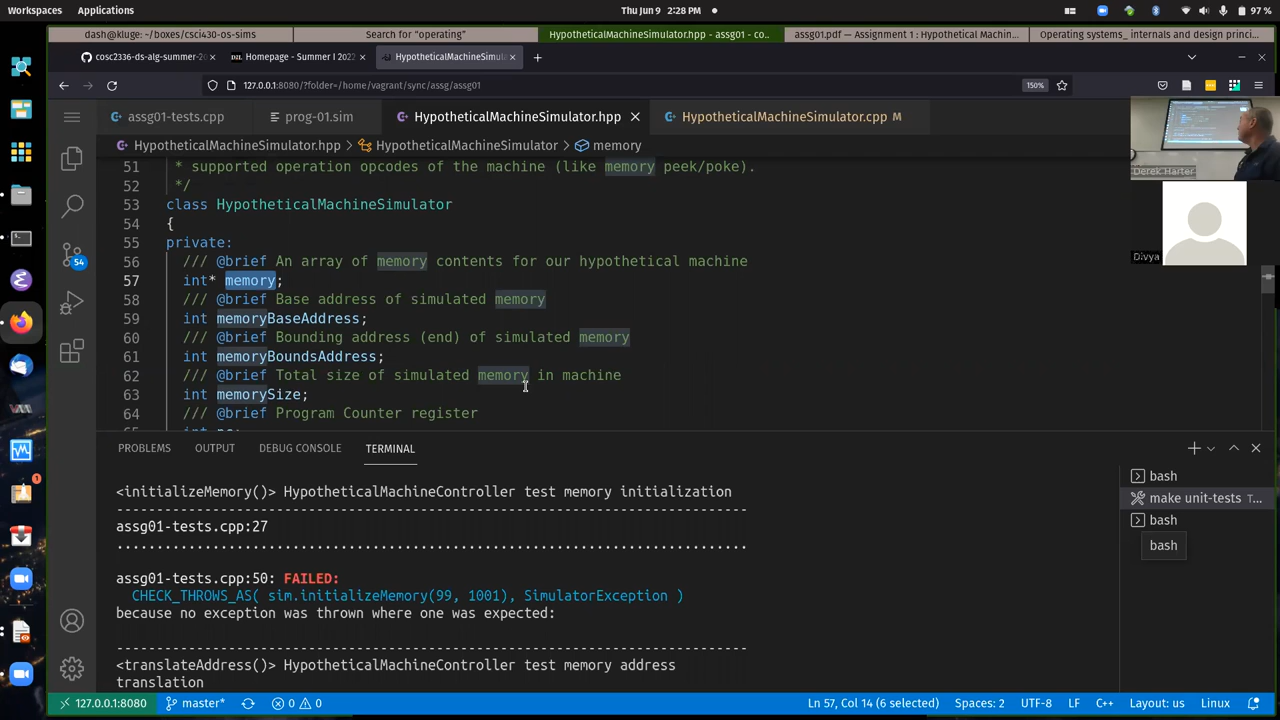 Workspaces
Applications
Thu Jun 9 2:28 PM
97 %
dash@kluge: ~/boxes/csci430-os-sims
Search for "operating"
HypotheticalMachineSimulator.hpp - assg01 - co...
assg01.pdf — Assignment 1 : Hypothetical Machin...
Operating systems_ internals and design princi...
cosc2336-ds-alg-summer-20
Homepage - Summer I 2022
HypotheticalMachineSimulator
127.0.0.1:8080/?folder=/home/vagrant/sync/assg/assg01
150%
assg01-tests.cpp
prog-01.sim
HypotheticalMachineSimulator.hpp
HypotheticalMachineSimulator.cpp M
HypotheticalMachineSimulator.hpp > HypotheticalMachineSimulator > memory
51 * supported operation opcodes of the machine (like memory peek/poke).
52 */
53 class HypotheticalMachineSimulator
54 {
55 private:
56 /// @brief An array of memory contents for our hypothetical machine
57 int* memory;
58 /// @brief Base address of simulated memory
59 int memoryBaseAddress;
60 /// @brief Bounding address (end) of simulated memory
61 int memoryBoundsAddress;
62 /// @brief Total size of simulated memory in machine
63 int memorySize;
64 /// @brief Program Counter register
Derek Harter
Divya
54
1
PROBLEMS
OUTPUT
DEBUG CONSOLE
TERMINAL
<initializeMemory()> HypotheticalMachineController test memory initialization
-------------------------------------------------------------------------------
assg01-tests.cpp:27
...............................................................................
assg01-tests.cpp:50: FAILED:
CHECK_THROWS_AS( sim.initializeMemory(99, 1001), SimulatorException )
because no exception was thrown where one was expected:
-------------------------------------------------------------------------------
<translateAddress()> HypotheticalMachineController test memory address
translation
bash
make unit-tests T...
bash
bash
127.0.0.1:8080
master*
0
0
Ln 57, Col 14 (6 selected)
Spaces: 2
UTF-8
LF
C++
Layout: us
Linux